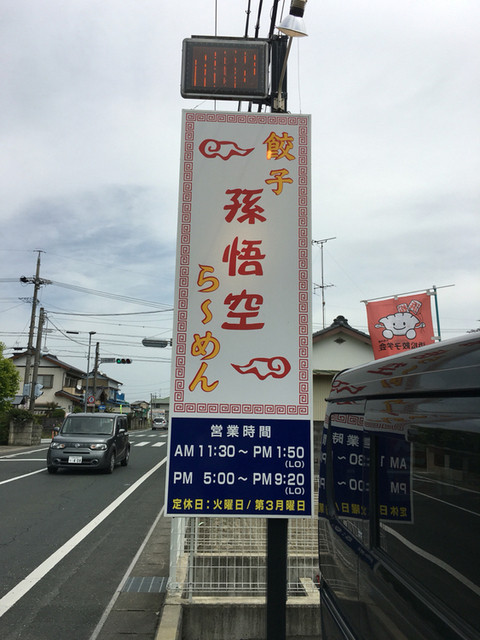 餃子
孫悟空
ら〜めん
営業時間
AM 11:30〜PM 1:50
(LO)
PM 5:00〜PM 9:20
(LO)
定休日:火曜日/第3月曜日